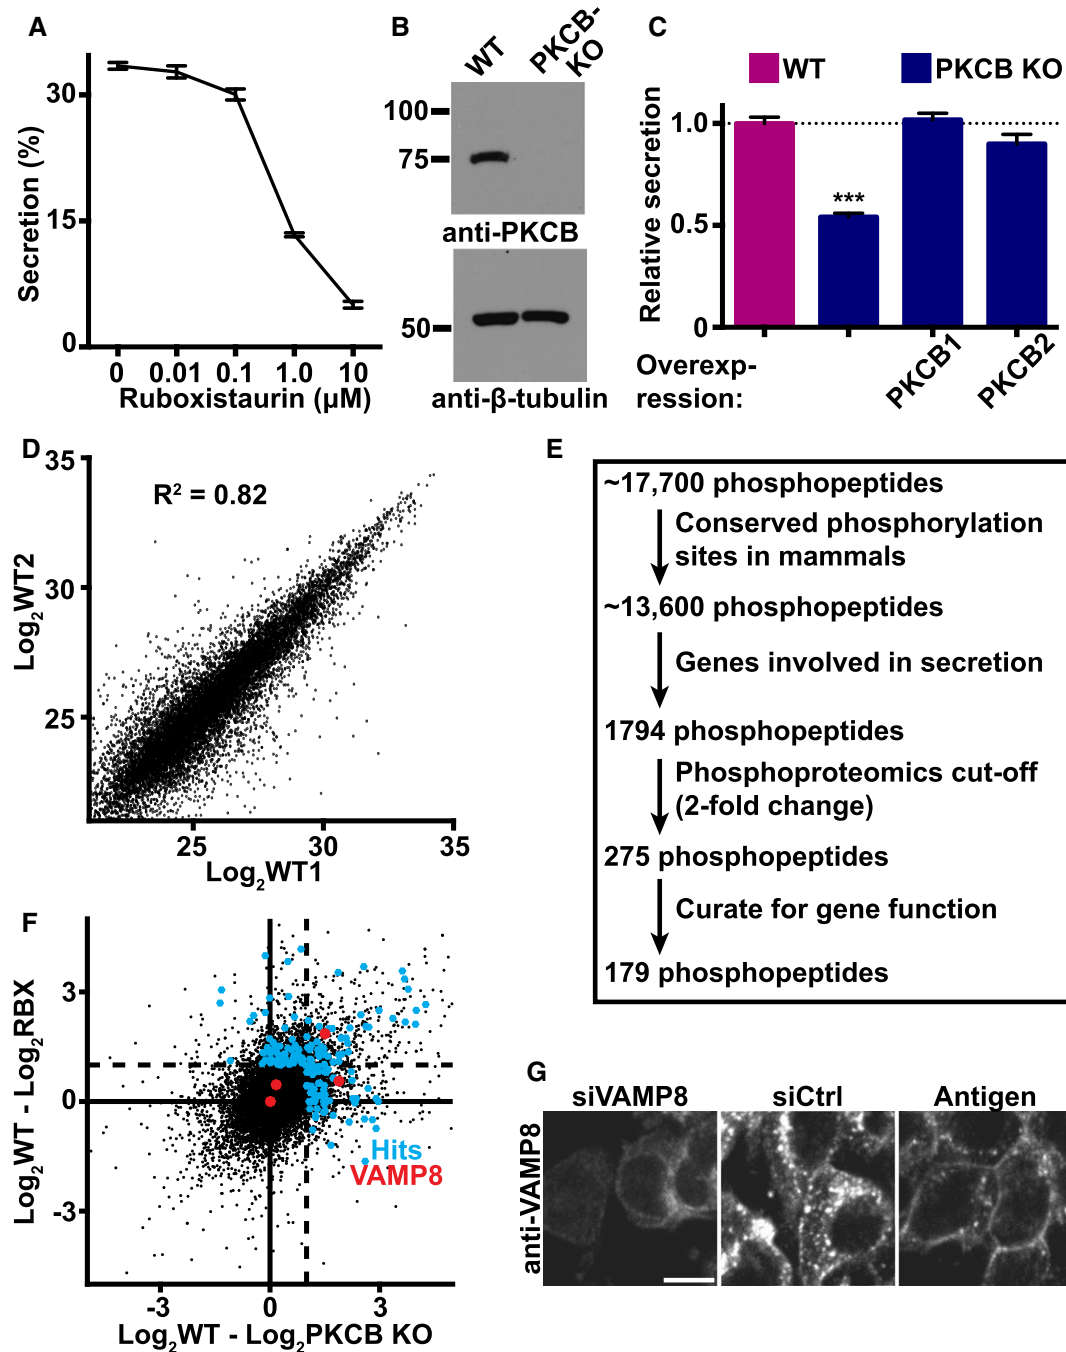 A
Secretion (%)
30
15
0
0 0.01 0.1 1.0 10
Ruboxistaurin (µM)
B
WT
PKCB-
KO
100
75
anti-PKCB
50
anti-β-tubulin
C
WT
PKCB KO
Relative secretion
1.0
0.5
0
***
Overexp-
ression:
PKCB1
PKCB2
D
R² = 0.82
Log₂WT2
35
30
25
25 30 35
Log₂WT1
E
~17,700 phosphopeptides
Conserved phosphorylation
sites in mammals
~13,600 phosphopeptides
Genes involved in secretion
1794 phosphopeptides
Phosphoproteomics cut-off
(2-fold change)
275 phosphopeptides
Curate for gene function
179 phosphopeptides
F
Log₂WT - Log₂RBX
3
0
-3
Hits
VAMP8
-3 0 3
Log₂WT - Log₂PKCB KO
G
siVAMP8
siCtrl
Antigen
anti-VAMP8